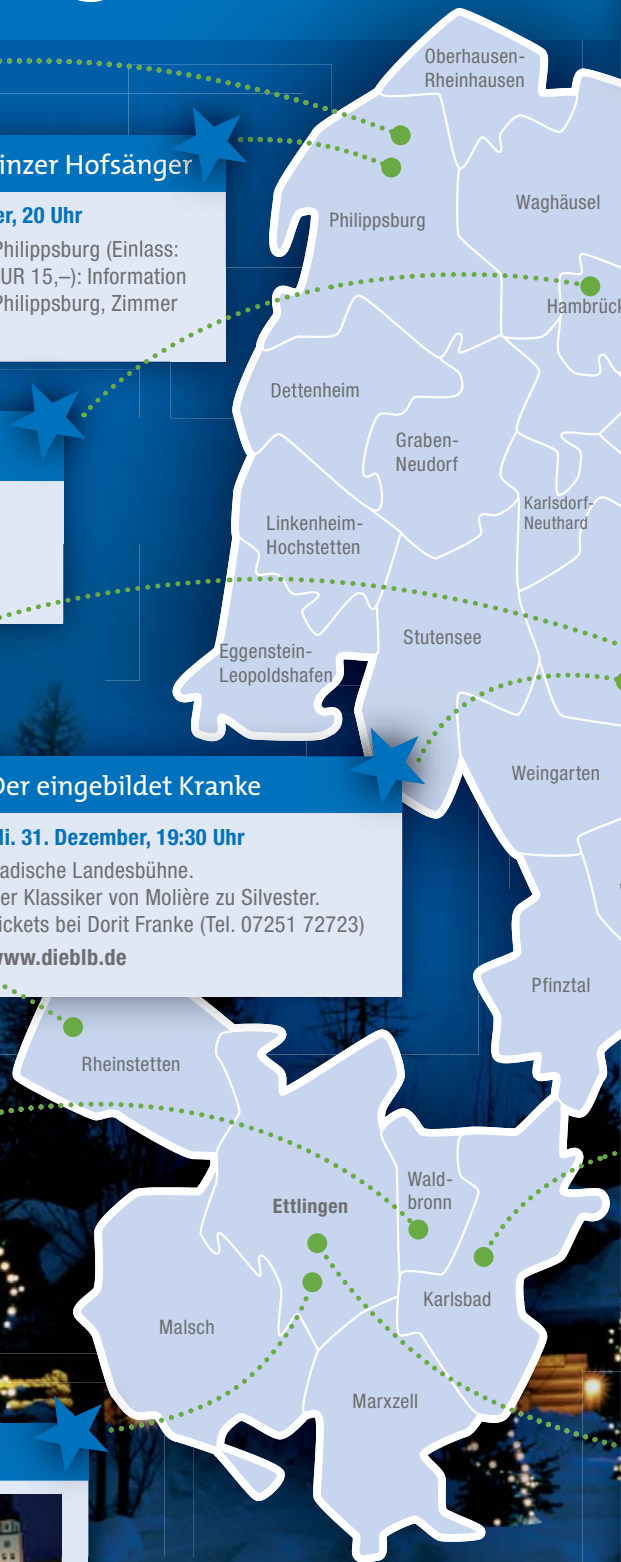 Oberhausen-
Rheinhausen
inzer Hofsänger
er, 20 Uhr
Philippsburg (Einlass:
UR 15,–): Information
Philippsburg, Zimmer
Philippsburg
Waghäusel
Hambrück
Dettenheim
Graben-
Neudorf
Karlsdorf-
Neuthard
Linkenheim-
Hochstetten
Stutensee
Eggenstein-
Leopoldshafen
Weingarten
Der eingebildet Kranke
Mi. 31. Dezember, 19:30 Uhr
adische Landesbühne.
er Klassiker von Molière zu Silvester.
ickets bei Dorit Franke (Tel. 07251 72723)
www.dieblb.de
Pfinztal
Rheinstetten
Wald-
bronn
Ettlingen
Karlsbad
Malsch
Marxzell